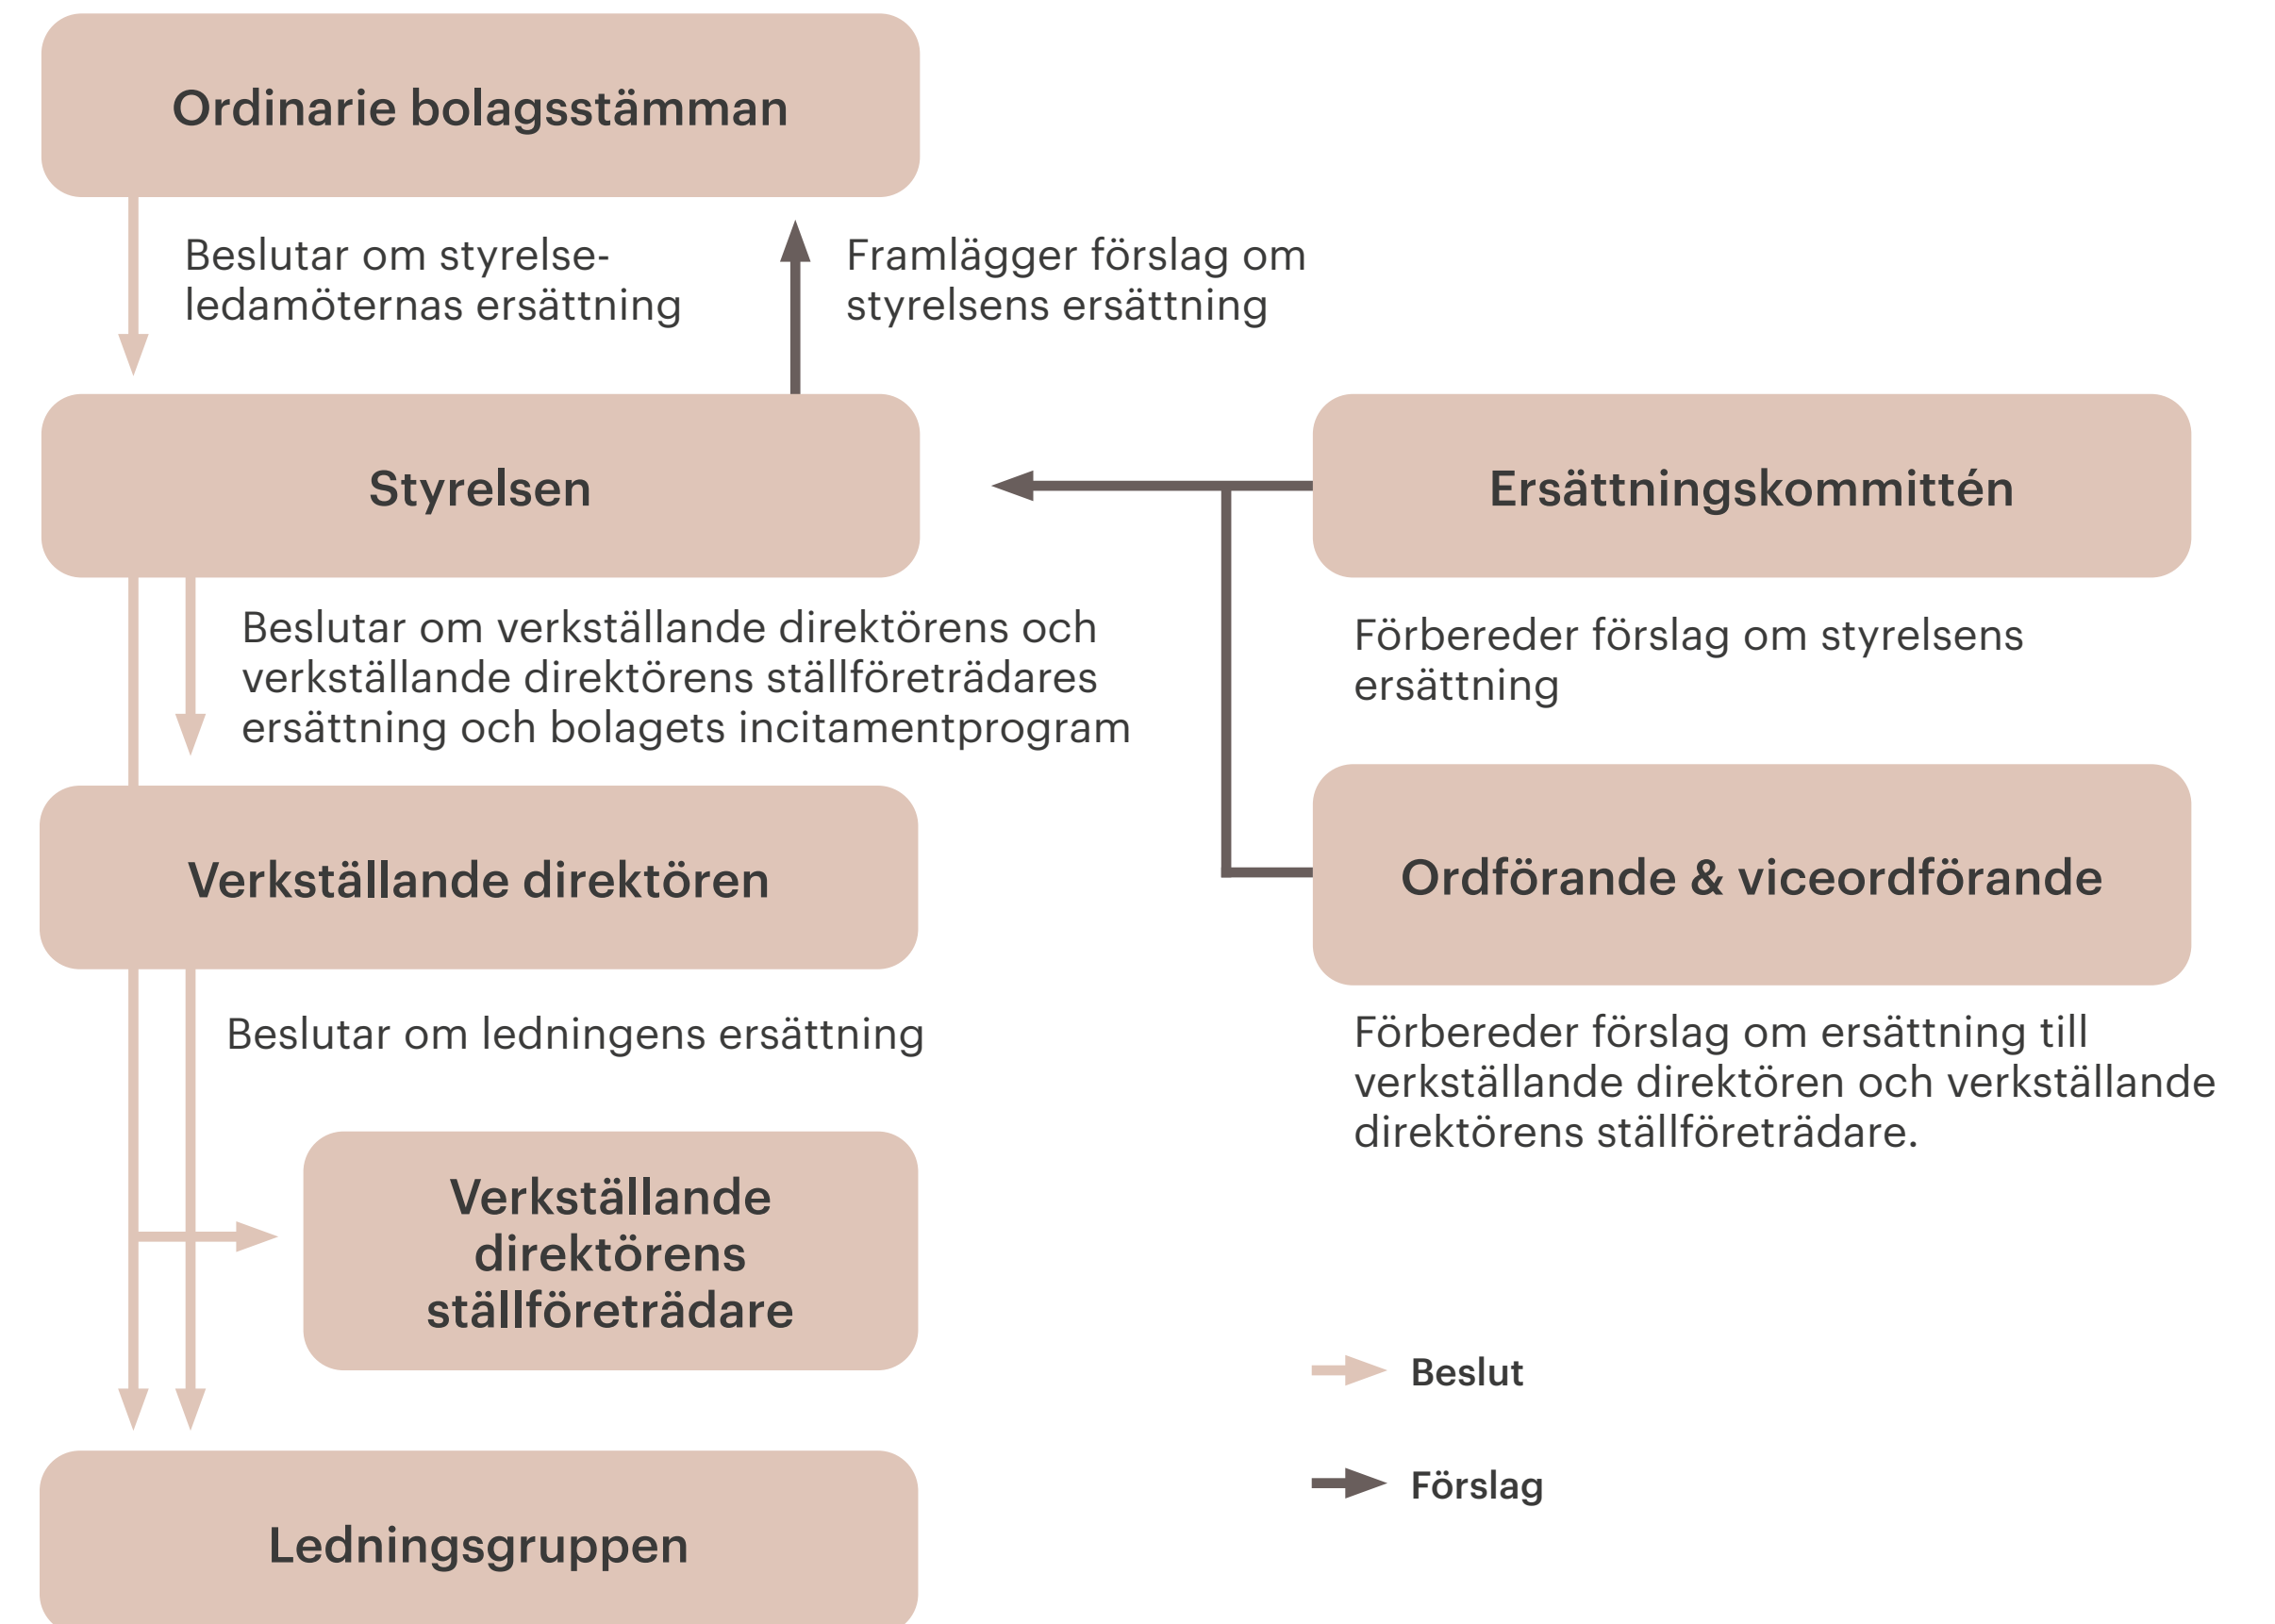 Ordinarie bolagsstämman
Beslutar om styrelse-
ledamöternas ersättning
Framlägger förslag om
styrelsens ersättning
Styrelsen
Ersättningskommittén
Beslutar om verkställande direktörens och
verkställande direktörens ställföreträdares
ersättning och bolagets incitamentprogram
Förbereder förslag om styrelsens
ersättning
Verkställande direktören
Ordförande & viceordförande
Beslutar om ledningens ersättning
Förbereder förslag om ersättning till
verkställande direktören och verkställande
direktörens ställföreträdare.
Verkställande
direktörens
ställföreträdare
Beslut
Förslag
Ledningsgruppen